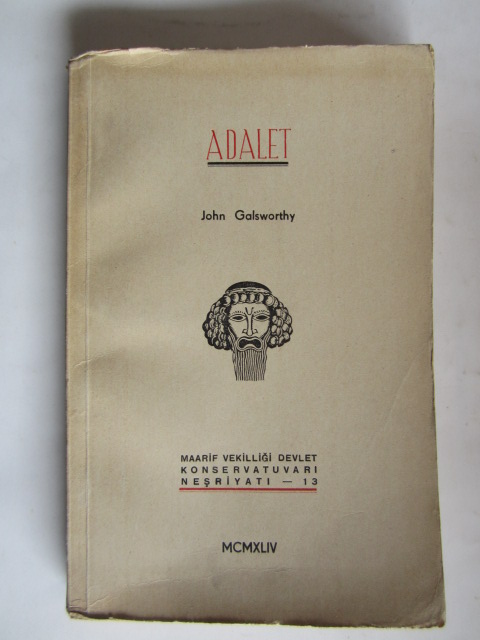 ADALET
John Galsworthy
MAARİF VEKİLLİĞİ DEVLET
KONSERVATUVARI
NEŞRİYATI — 13
MCMXLIV